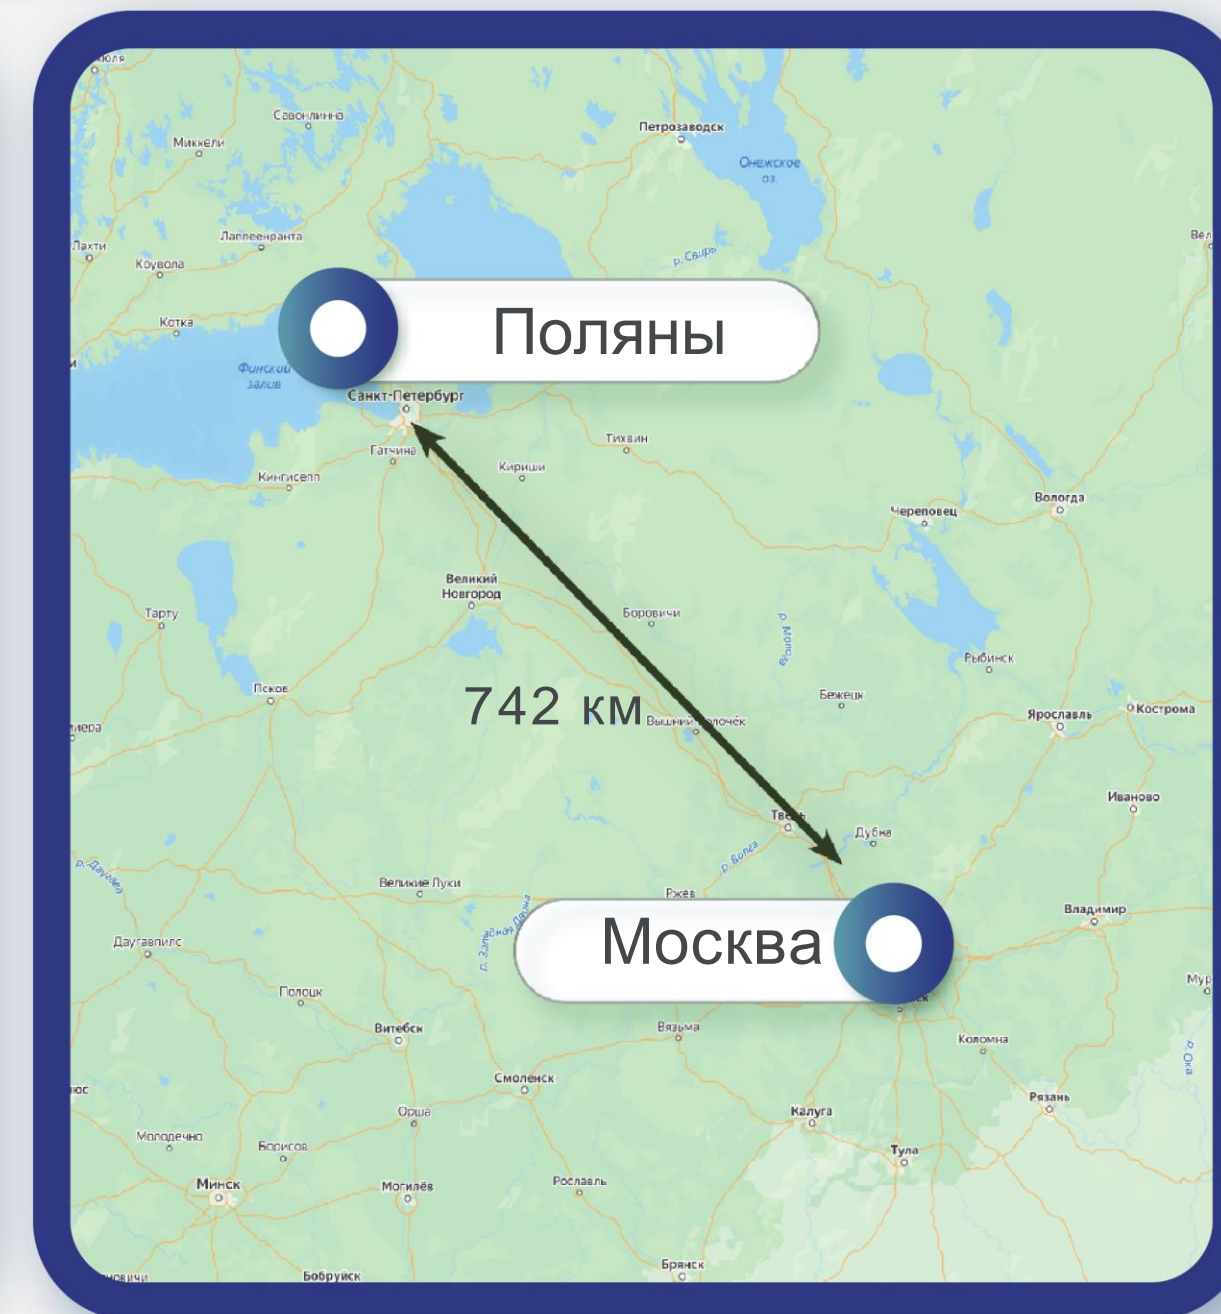 Савонлинна
Миккели
Петрозаводск
Онежское
оз.
Лаппеенранта
Лахти
р. Свирь
Коувола
Котка
Поляны
Финский
залив
Санкт-Петербург
Тихвин
Гатчина
Кириши
Кингисепп
Вологда
Череповец
Великий
Новгород
Тарту
Боровичи
р. Молога
Рыбинск
Псков
Бежецк
742 км
Вышний Волочёк
Ярославль
Кострома
Иваново
Тверь
Дубна
р. Волга
р. Даугава
Великие Луки
Ржев
Владимир
р. Западная Двина
Москва
Даугавпилс
Полоцк
Витебск
Вязьма
Коломна
р. Ока
Смоленск
Рязань
Орша
Калуга
Молодечно
Борисов
Тула
Минск
Могилёв
Рославль
Брянск
Бобруйск